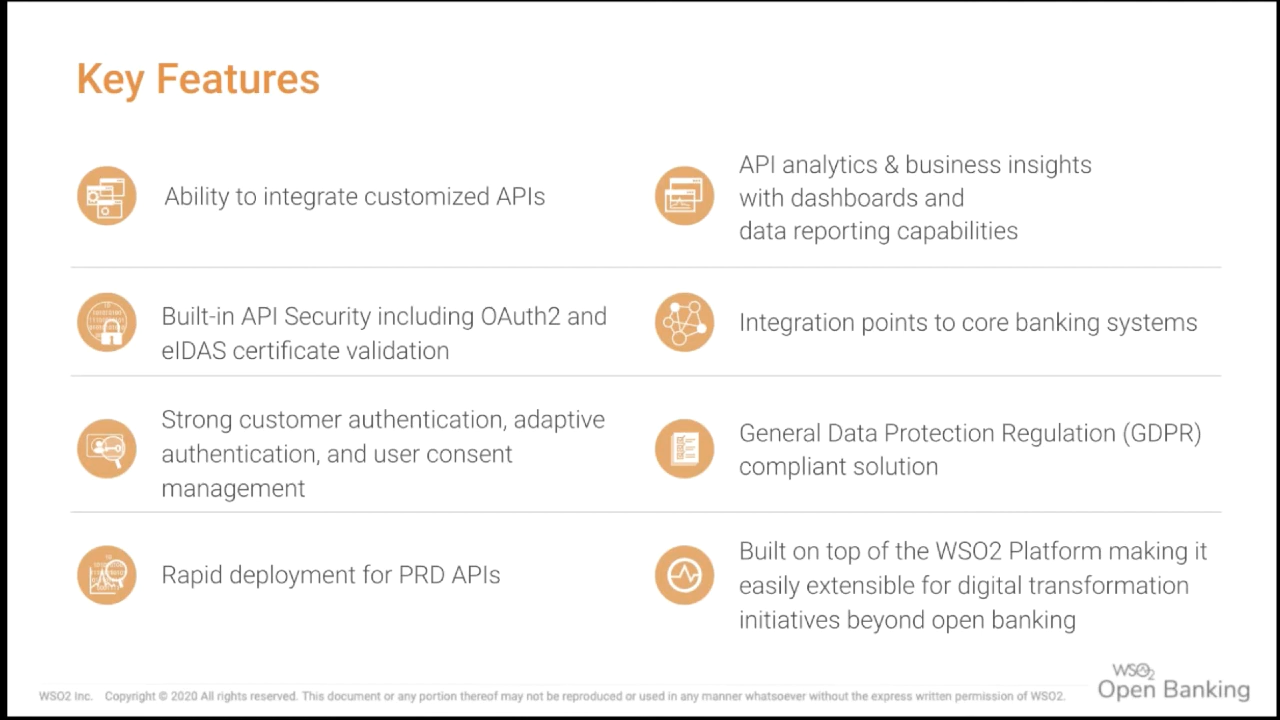 Key Features
Ability to integrate customized APIs
API analytics & business insights
with dashboards and
data reporting capabilities
Built-in API Security including OAuth2 and
eIDAS certificate validation
Integration points to core banking systems
Strong customer authentication, adaptive
authentication, and user consent
management
General Data Protection Regulation (GDPR)
compliant solution
Rapid deployment for PRD APIs
Built on top of the WSO2 Platform making it
easily extensible for digital transformation
initiatives beyond open banking
WSO2 Inc. Copyright © 2020 All rights reserved. This document or any portion thereof may not be reproduced or used in any manner whatsoever without the express written permission of WSO2.
WSO2
Open Banking